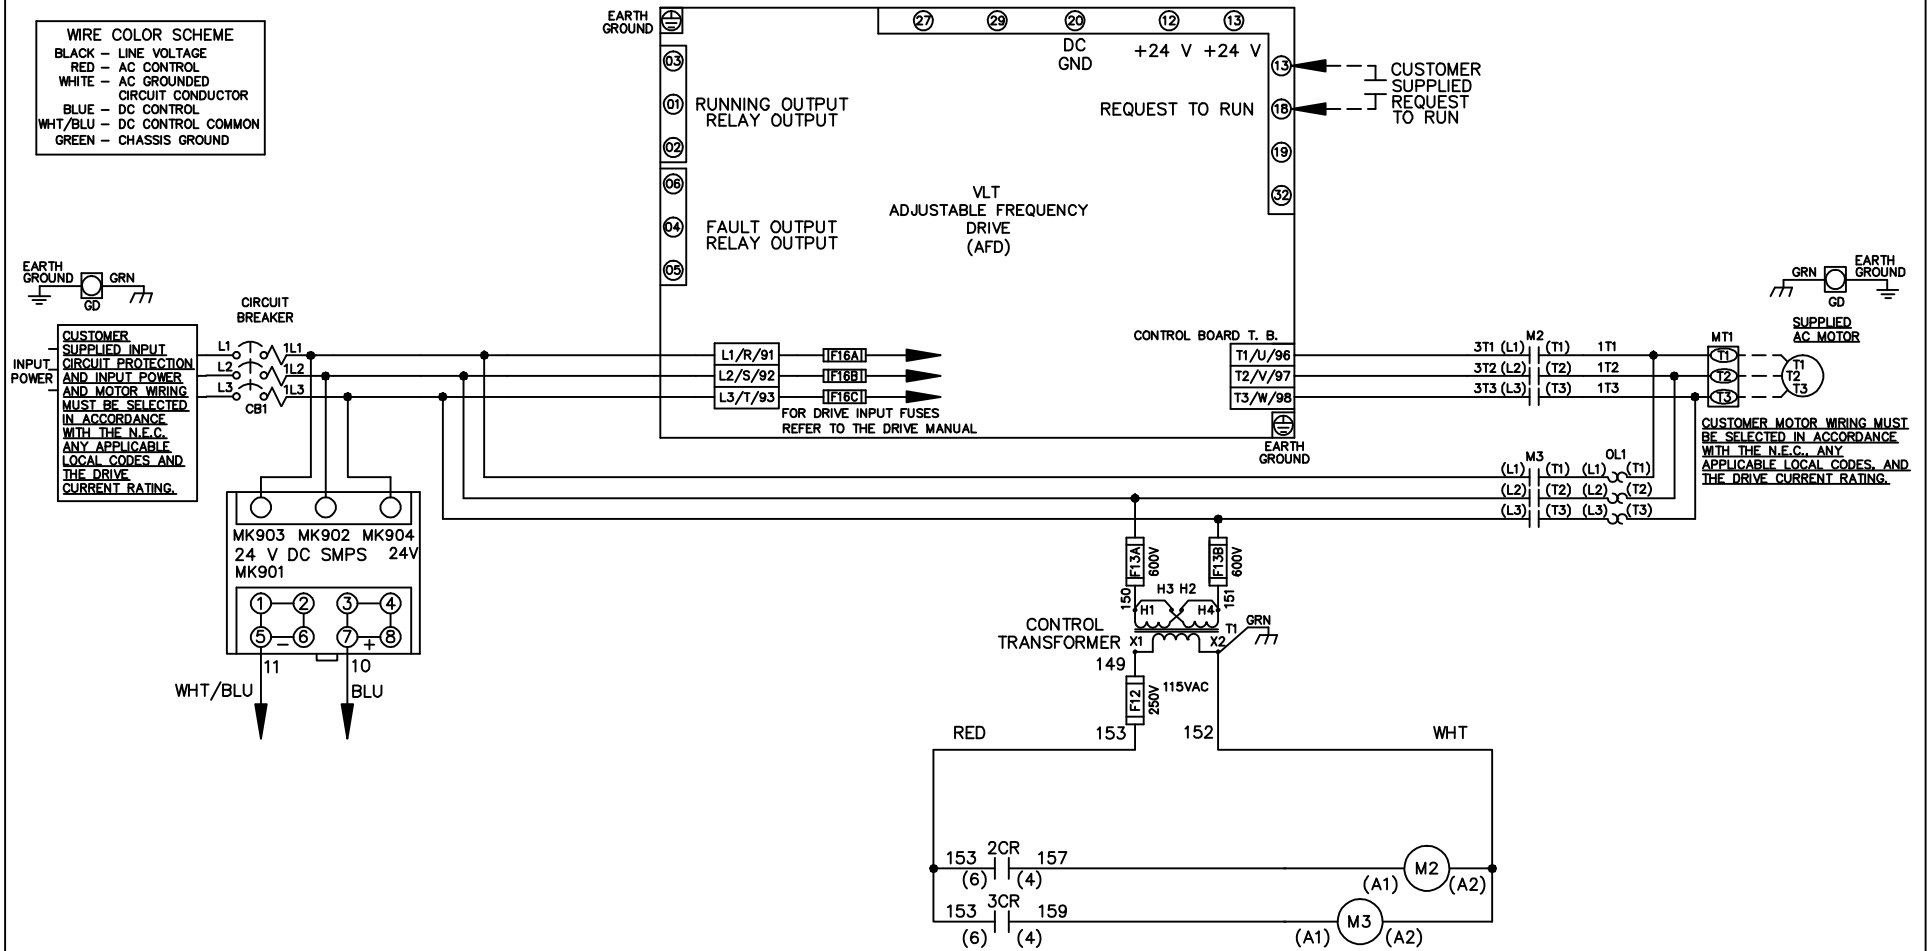 WIRE COLOR SCHEME
BLACK – LINE VOLTAGE
RED – AC CONTROL
WHITE – AC GROUNDED
CIRCUIT CONDUCTOR
BLUE – DC CONTROL
WHT/BLU – DC CONTROL COMMON
GREEN – CHASSIS GROUND
EARTH
GROUND
27 29 20 12 13
DC
GND
+24 V +24 V
03
01
02
RUNNING OUTPUT
RELAY OUTPUT
06
04
05
FAULT OUTPUT
RELAY OUTPUT
VLT
ADJUSTABLE FREQUENCY
DRIVE
(AFD)
REQUEST TO RUN
13
18
19
32
CUSTOMER
SUPPLIED
REQUEST
TO RUN
EARTH
GROUND
GRN
GD
INPUT
POWER
CUSTOMER
SUPPLIED INPUT
CIRCUIT PROTECTION
AND INPUT POWER
AND MOTOR WIRING
MUST BE SELECTED
IN ACCORDANCE
WITH THE N.E.C.
ANY APPLICABLE
LOCAL CODES AND
THE DRIVE
CURRENT RATING.
CIRCUIT
BREAKER
L1 1L1
L2 1L2
L3 1L3
CB1
L1/R/91 F16A
L2/S/92 F16B
L3/T/93 F16C
FOR DRIVE INPUT FUSES
REFER TO THE DRIVE MANUAL
CONTROL BOARD T. B.
T1/U/96
T2/V/97
T3/W/98
EARTH
GROUND
M2
3T1 (L1) (T1) 1T1
3T2 (L2) (T2) 1T2
3T3 (L3) (T3) 1T3
MT1
T1
T2
T3
GRN
GD
EARTH
GROUND
SUPPLIED
AC MOTOR
T1
T2
T3
CUSTOMER MOTOR WIRING MUST
BE SELECTED IN ACCORDANCE
WITH THE N.E.C., ANY
APPLICABLE LOCAL CODES, AND
THE DRIVE CURRENT RATING.
M3 OL1
(L1) (T1) (L1) (T1)
(L2) (T2) (L2) (T2)
(L3) (T3) (L3) (T3)
MK903 MK902 MK904
24 V DC SMPS 24V
MK901
1 2 3 4
5 – 6 7 + 8
11 10
WHT/BLU BLU
F13A
600V
F13B
600V
150
151
H3 H2
H1 H4
CONTROL
TRANSFORMER
X1 X2
T1
GRN
149
F12
250V
115VAC
153 152
RED WHT
153 2CR 157
(6) (4)
M2
(A1) (A2)
153 3CR 159
(6) (4)
M3
(A1) (A2)